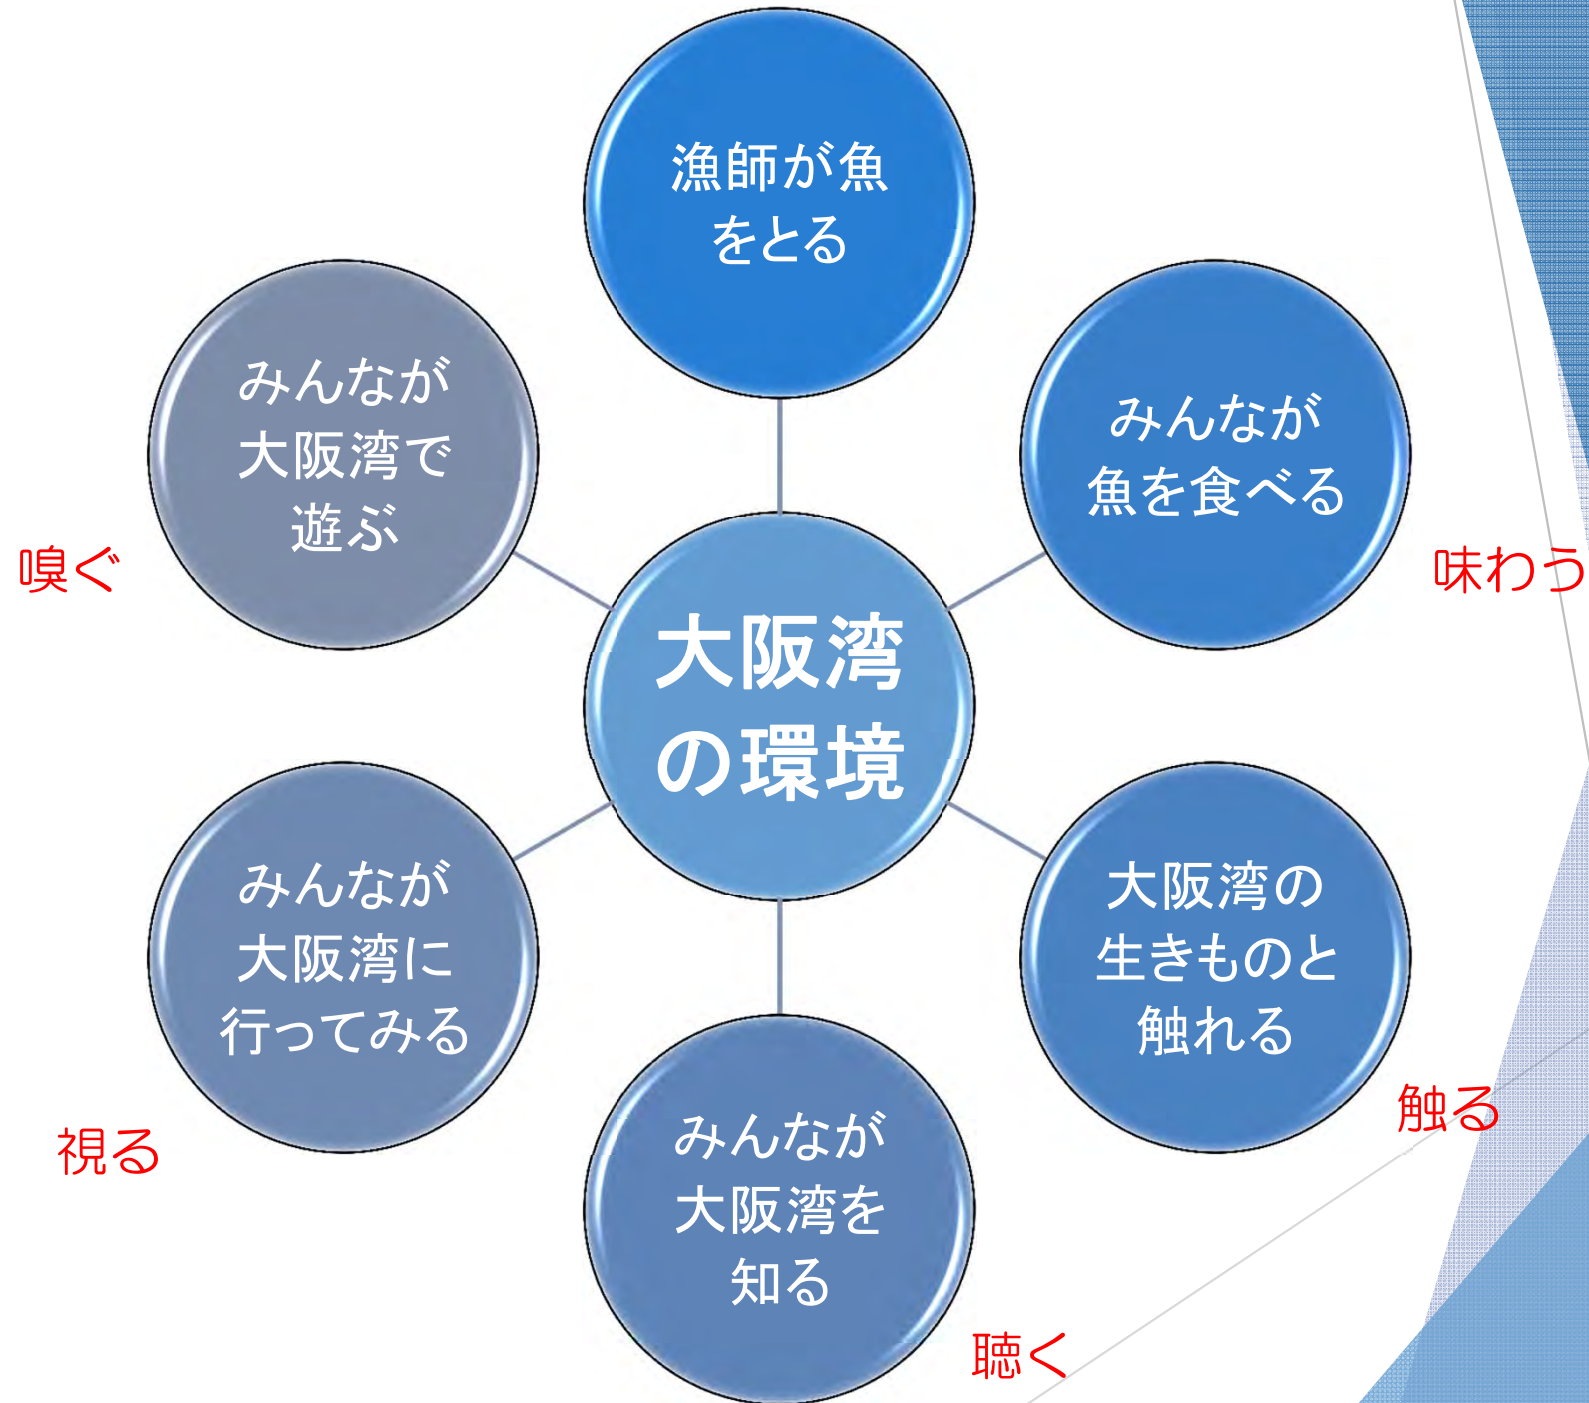 漁師が魚
をとる
みんなが
魚を食べる
味わう
大阪湾の
生きものと
触れる
触る
みんなが
大阪湾を
知る
聴く
みんなが
大阪湾に
行ってみる
視る
みんなが
大阪湾で
遊ぶ
嗅ぐ
大阪湾
の環境